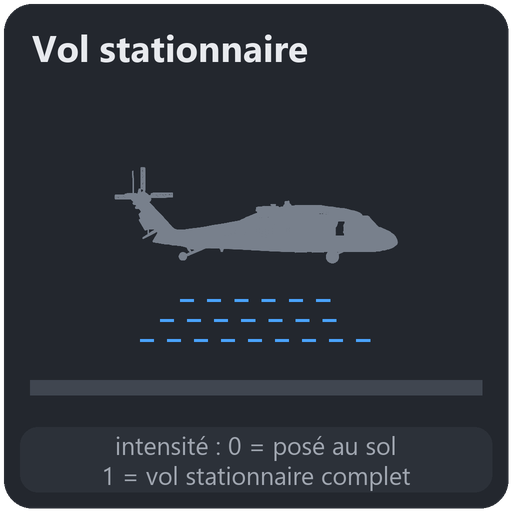 Vol stationnaire
intensité : 0 = posé au sol
1 = vol stationnaire complet